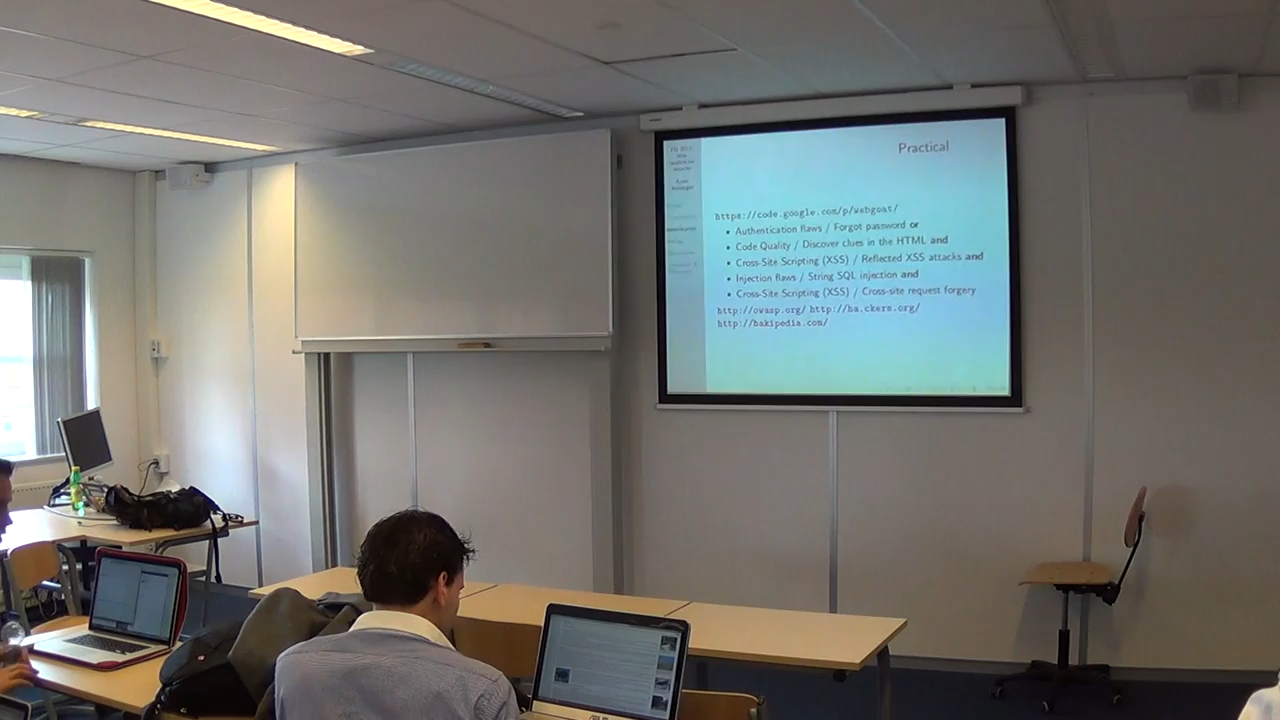 Practical
https://code.google.com/p/webgoat/
• Authentication flaws / Forgot password or
• Code Quality / Discover clues in the HTML and
• Cross-Site Scripting (XSS) / Reflected XSS attacks and
• Injection flaws / String SQL injection and
• Cross-Site Scripting (XSS) / Cross-site request forgery
http://owasp.org/ http://ha.ckers.org/
http://hakipedia.com/